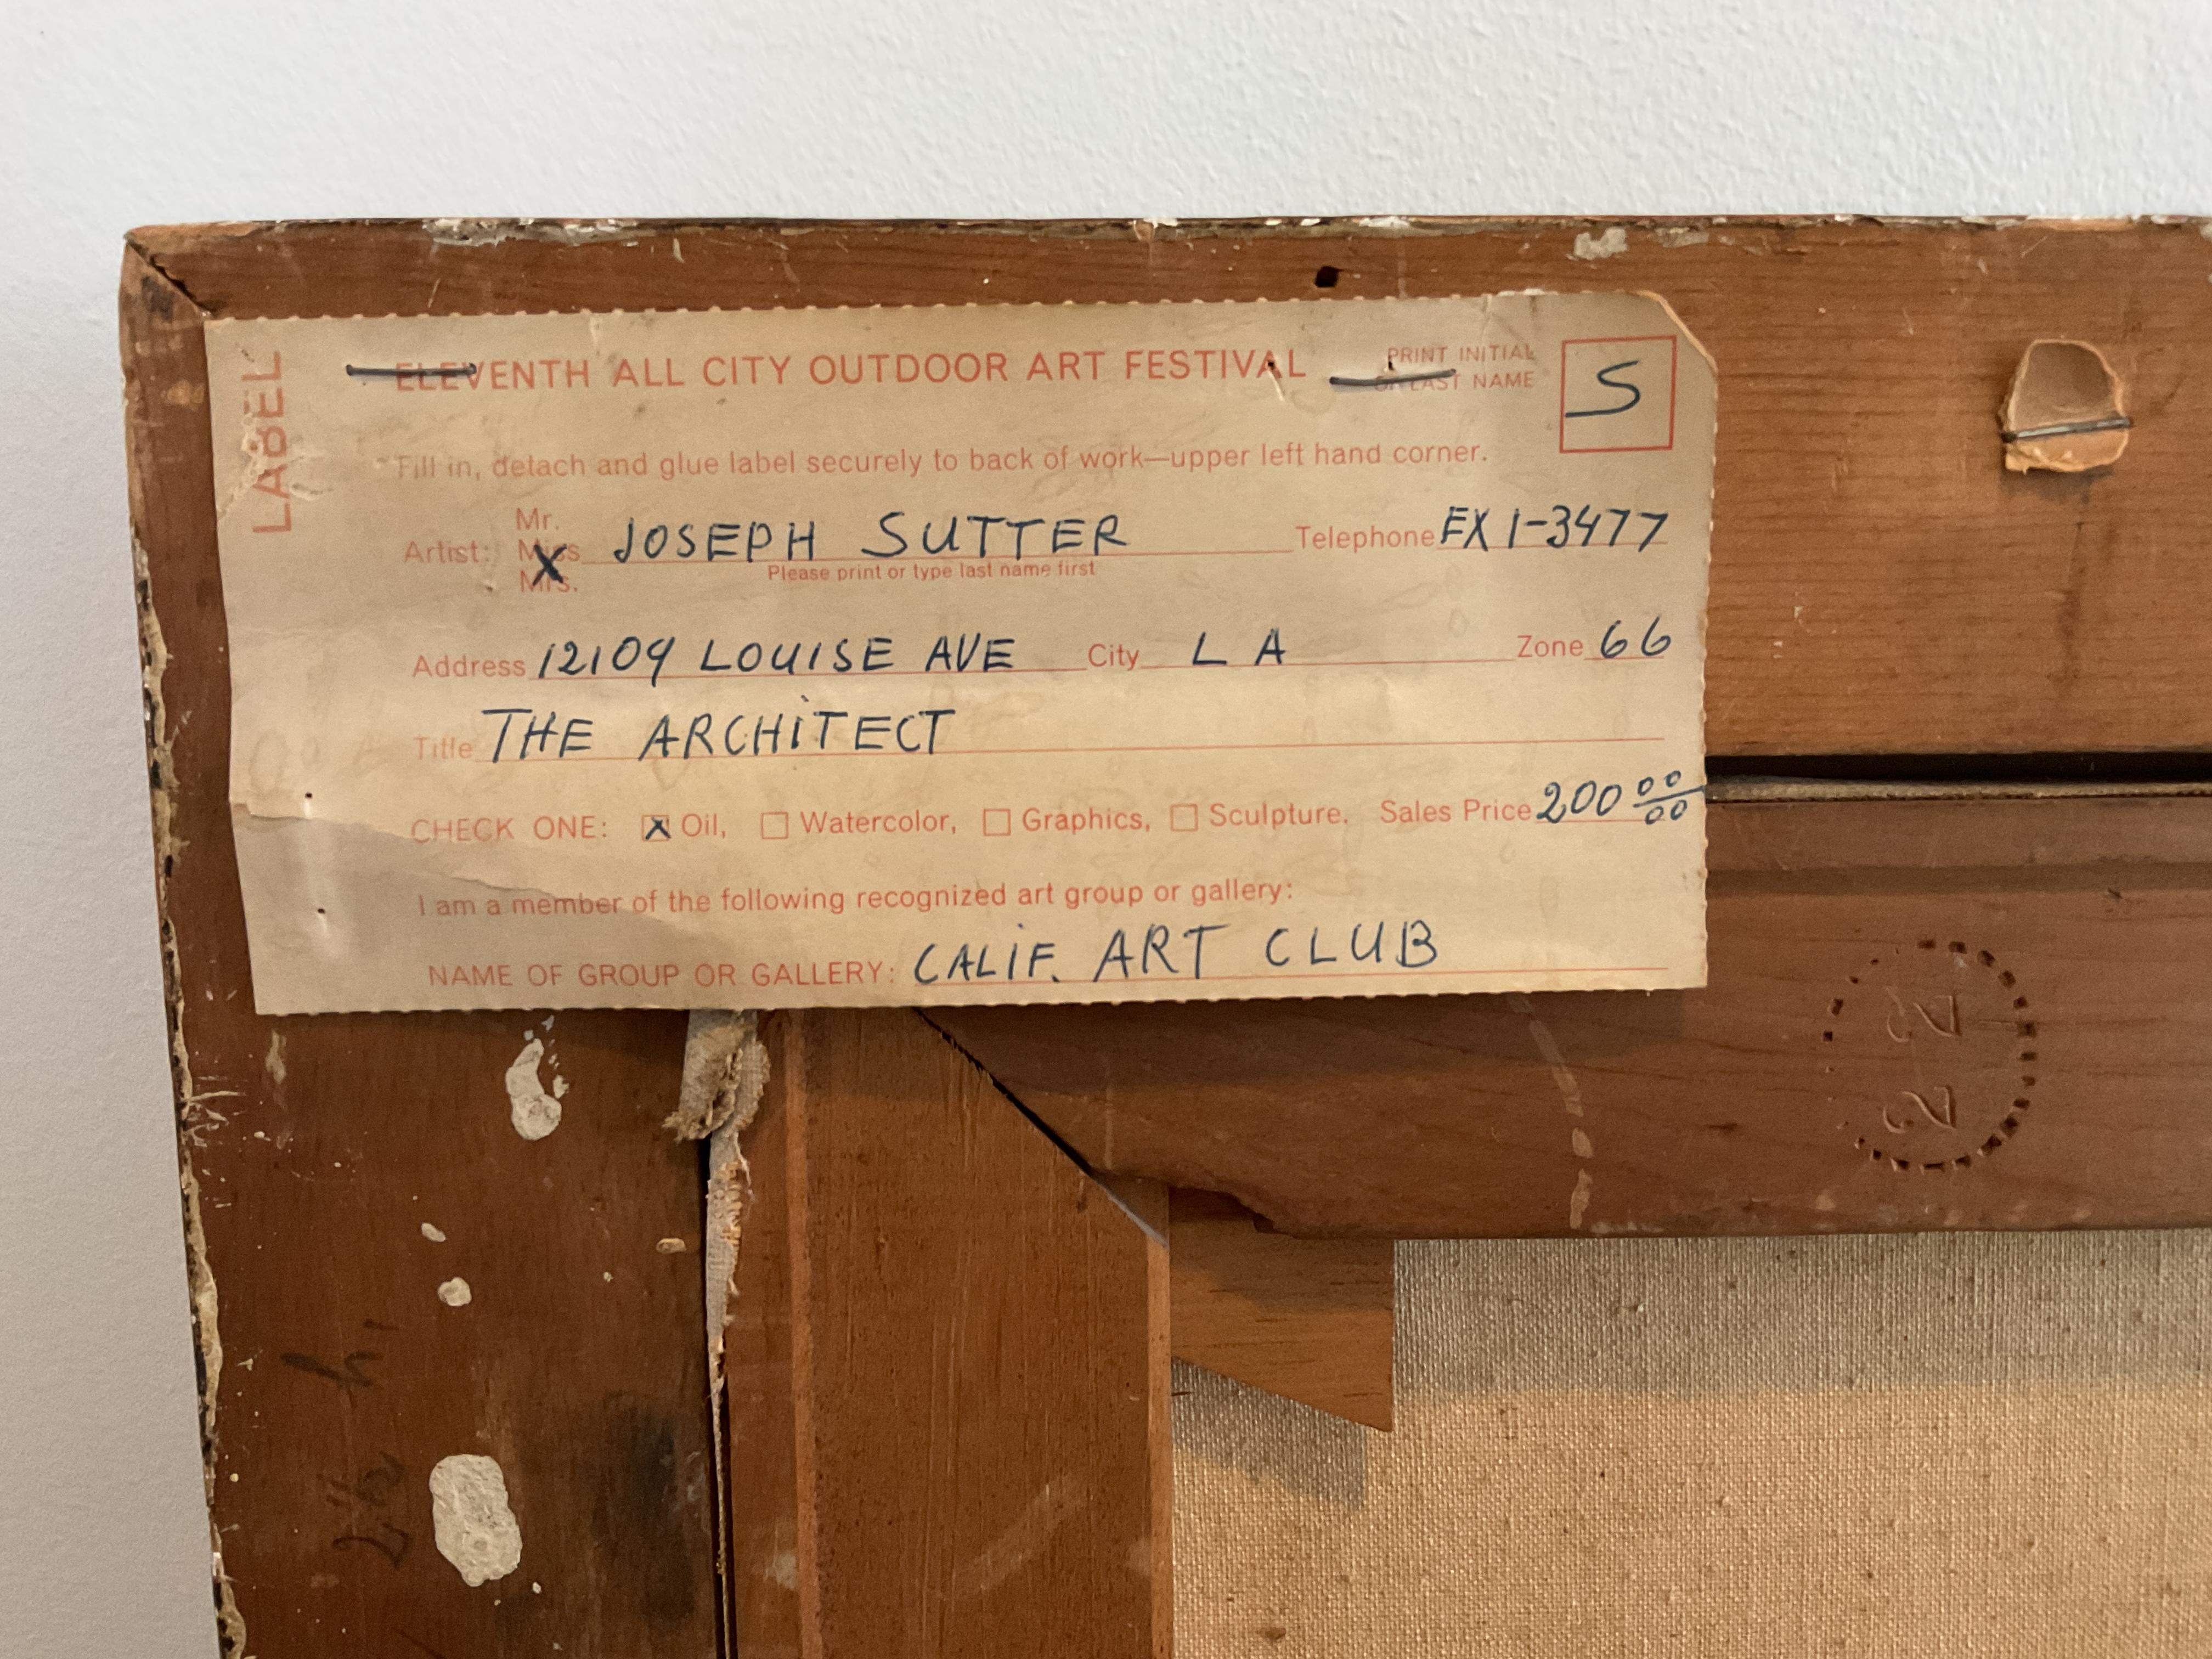 LABEL
ELEVENTH ALL CITY OUTDOOR ART FESTIVAL
PRINT INITIAL
OF LAST NAME
S
Fill in, detach and glue label securely to back of work—upper left hand corner.
Mr.
Artist: Miss JOSEPH SUTTER Telephone EX 1-3477
Mrs.
Please print or type last name first
Address 12109 LOUISE AVE City L A Zone 66
Title THE ARCHITECT
CHECK ONE: X Oil, Watercolor, Graphics, Sculpture. Sales Price 200 00/00
I am a member of the following recognized art group or gallery:
NAME OF GROUP OR GALLERY: CALIF. ART CLUB